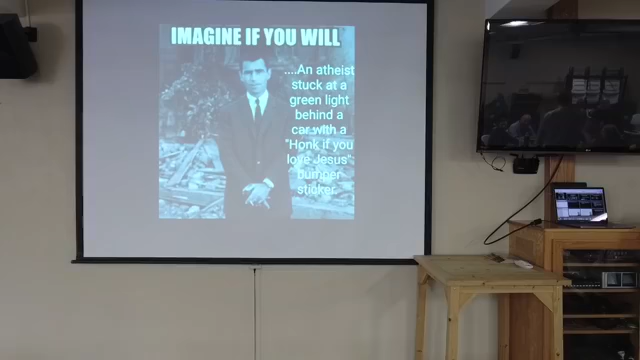 IMAGINE IF YOU WILL
....An atheist
stuck at a
green light
behind a
car with a
"Honk if you
love Jesus"
bumper
sticker.